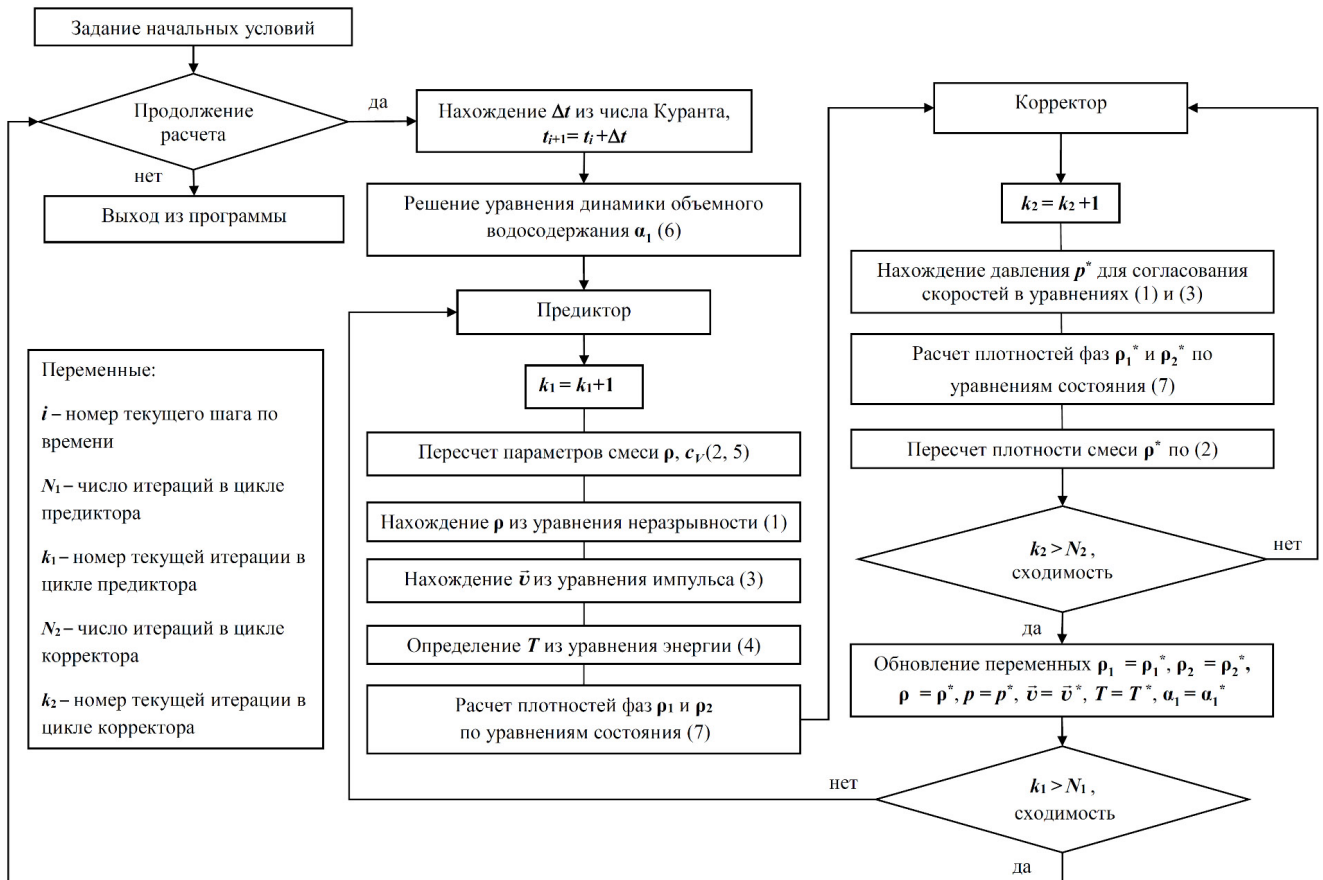 Задание начальных условий
Продолжение
расчета
да
нет
Выход из программы
Нахождение Δt из числа Куранта,
tᵢ₊₁= tᵢ +Δt
Решение уравнения динамики объемного
водосодержания α₁ (6)
Предиктор
k₁ = k₁+1
Пересчет параметров смеси ρ, c_V(2, 5)
Нахождение ρ из уравнения неразрывности (1)
Нахождение υ⃗ из уравнения импульса (3)
Определение T из уравнения энергии (4)
Расчет плотностей фаз ρ₁ и ρ₂
по уравнениям состояния (7)
Переменные:
i – номер текущего шага по
времени
N₁ – число итераций в цикле
предиктора
k₁ – номер текущей итерации в
цикле предиктора
N₂ – число итераций в цикле
корректора
k₂ – номер текущей итерации в
цикле корректора
Корректор
k₂ = k₂ +1
Нахождение давления p* для согласования
скоростей в уравнениях (1) и (3)
Расчет плотностей фаз ρ₁* и ρ₂* по
уравнениям состояния (7)
Пересчет плотности смеси ρ* по (2)
k₂ > N₂ ,
сходимость
нет
да
Обновление переменных ρ₁ = ρ₁*, ρ₂ = ρ₂*,
ρ = ρ*, p = p*, υ⃗ = υ⃗*, T = T*, α₁ = α₁*
k₁ > N₁ ,
сходимость
нет
да